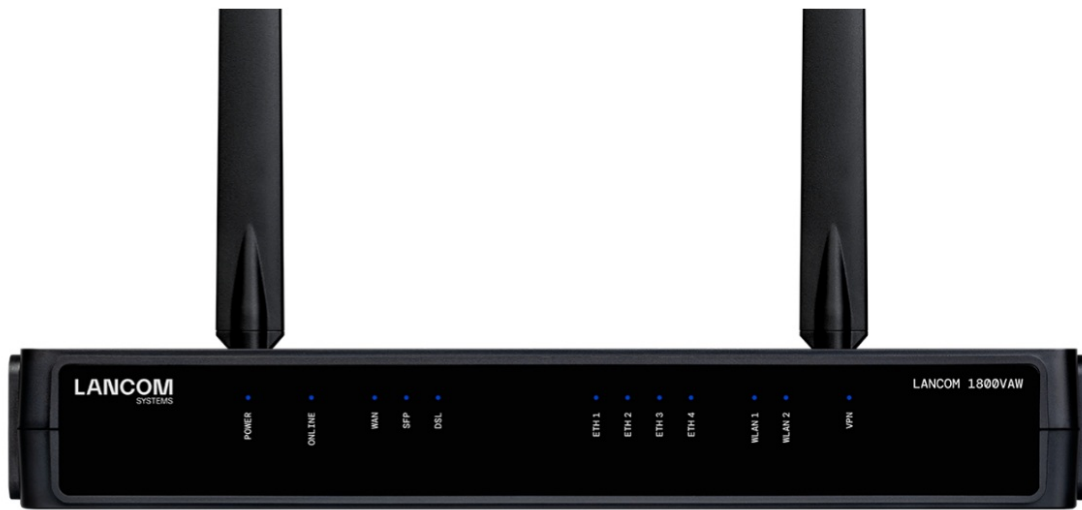 LANCOM
SYSTEMS
LANCOM 1800VAW
POWER
ONLINE
WAN
SFP
DSL
ETH 1
ETH 2
ETH 3
ETH 4
WLAN 1
WLAN 2
VPN